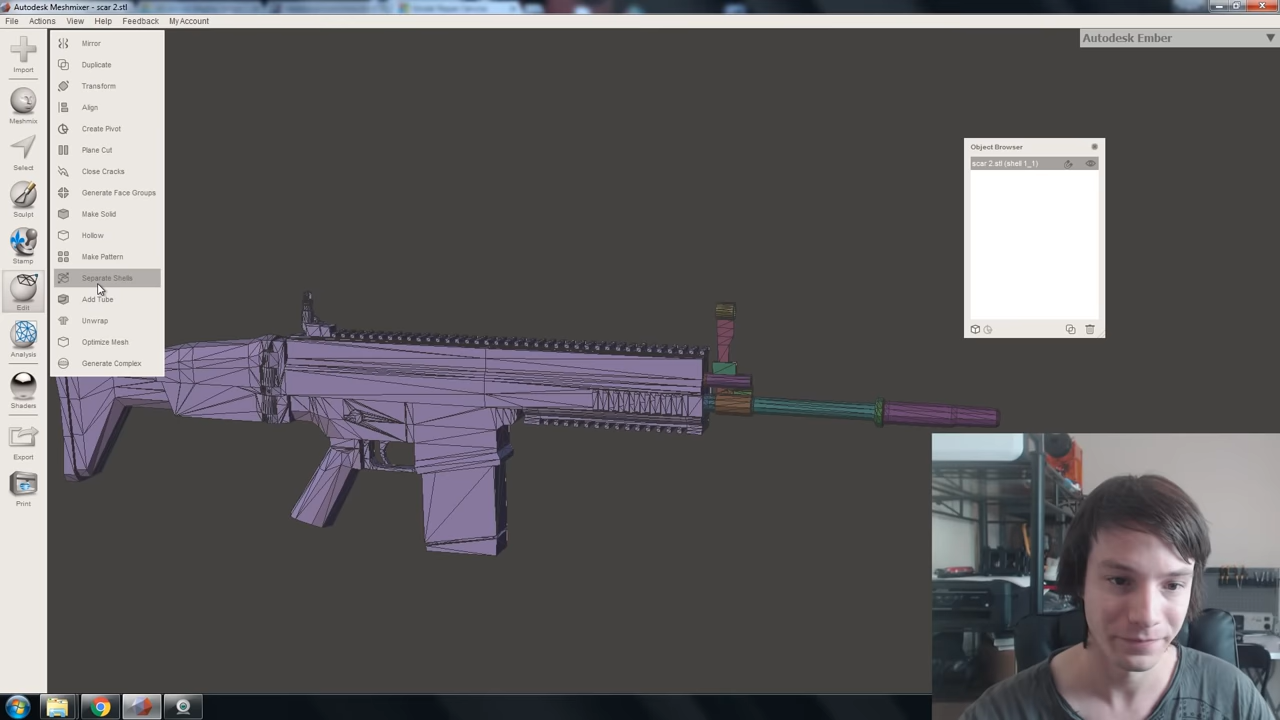 Autodesk Meshmixer - scar 2.stl
File Actions View Help Feedback My Account
Autodesk Ember
Import
Meshmix
Select
Sculpt
Stamp
Edit
Analysis
Shaders
Export
Print
Mirror
Duplicate
Transform
Align
Create Pivot
Plane Cut
Close Cracks
Generate Face Groups
Make Solid
Hollow
Make Pattern
Separate Shells
Add Tube
Unwrap
Optimize Mesh
Generate Complex
Object Browser
scar 2.stl (shell 1_1)